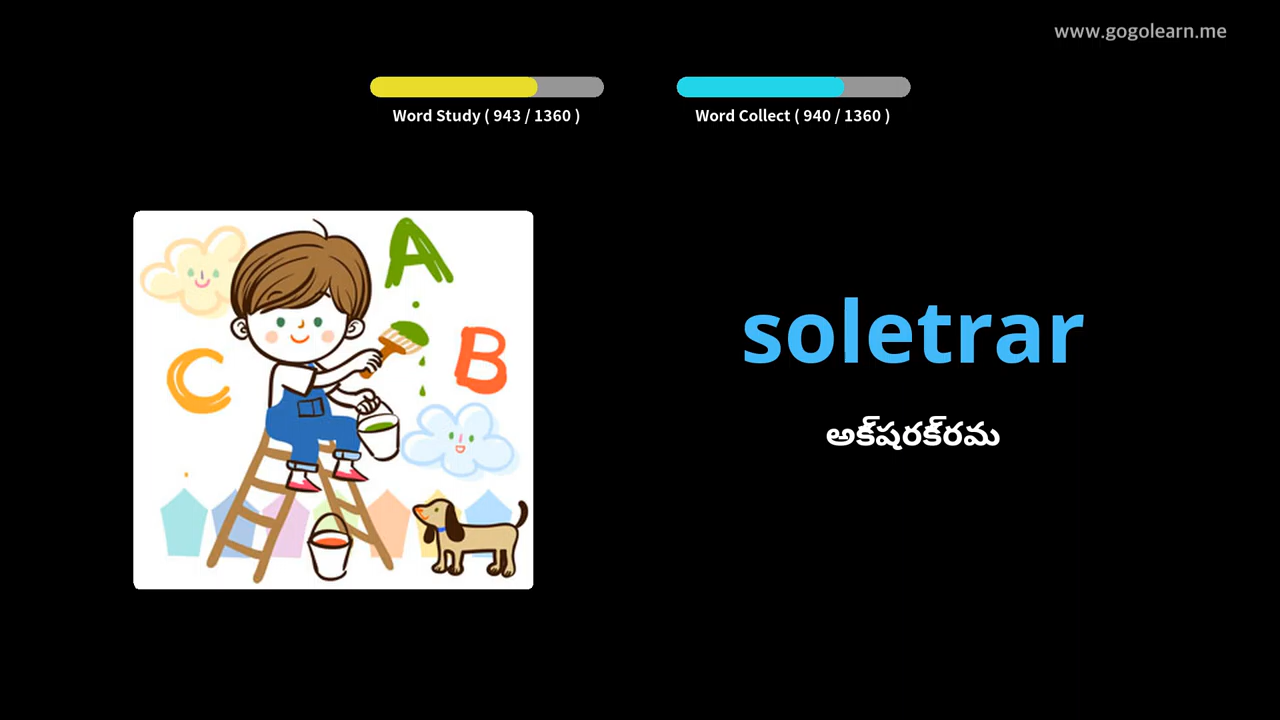 www.gogolearn.me
Word Study ( 943 / 1360 )
Word Collect ( 940 / 1360 )
A
B
C
soletrar
అక్‌షరక్‌రమ